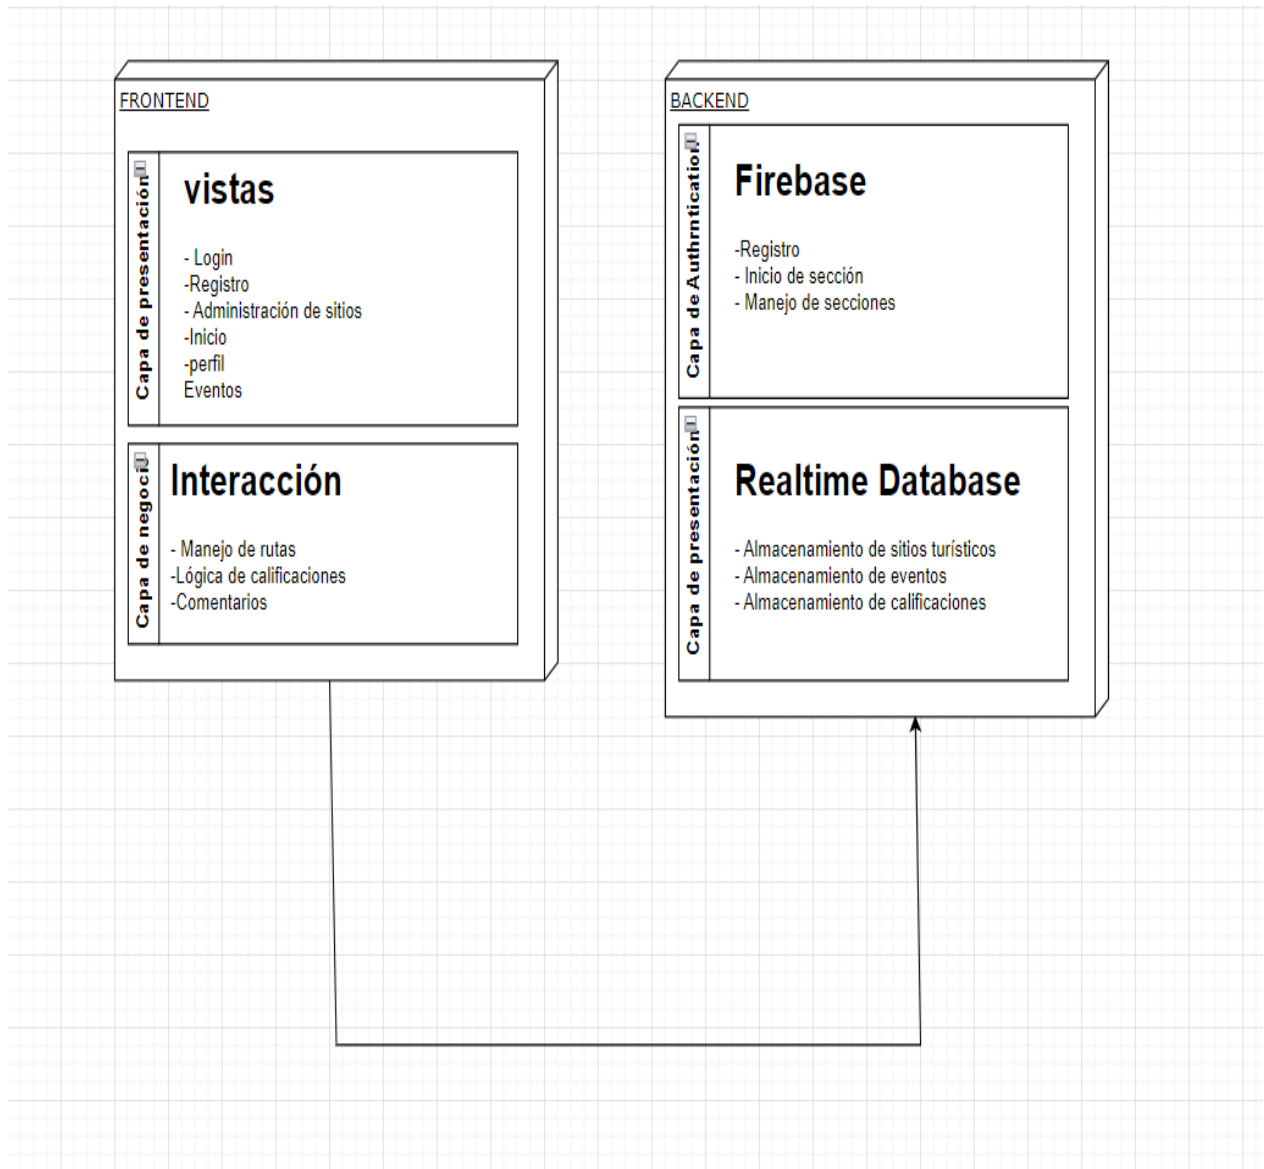 FRONTEND
Capa de presentación
vistas
- Login
-Registro
- Administración de sitios
-Inicio
-perfil
Eventos
Capa de negocio
Interacción
- Manejo de rutas
-Lógica de calificaciones
-Comentarios
BACKEND
Capa de Authrntication
Firebase
-Registro
- Inicio de sección
- Manejo de secciones
Capa de presentación
Realtime Database
- Almacenamiento de sitios turísticos
- Almacenamiento de eventos
- Almacenamiento de calificaciones